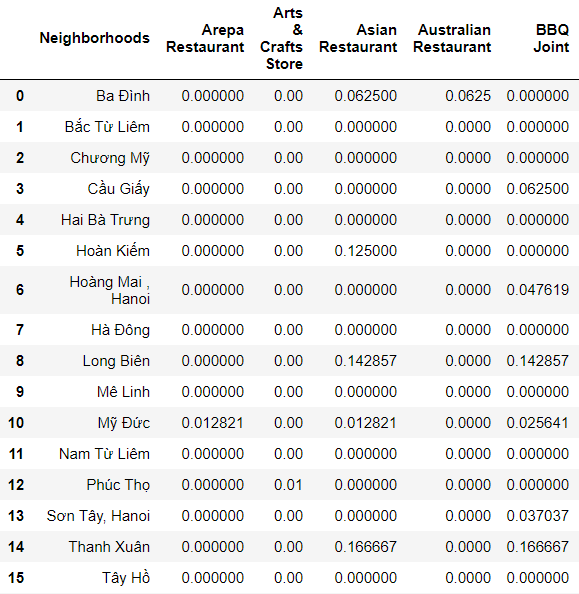 Neighborhoods Arepa Restaurant Arts & Crafts Store Asian Restaurant Australian Restaurant BBQ Joint
0 Ba Đình 0.000000 0.00 0.062500 0.0625 0.000000
1 Bắc Từ Liêm 0.000000 0.00 0.000000 0.0000 0.000000
2 Chương Mỹ 0.000000 0.00 0.000000 0.0000 0.000000
3 Cầu Giấy 0.000000 0.00 0.000000 0.0000 0.062500
4 Hai Bà Trưng 0.000000 0.00 0.000000 0.0000 0.000000
5 Hoàn Kiếm 0.000000 0.00 0.125000 0.0000 0.000000
6 Hoàng Mai , Hanoi 0.000000 0.00 0.000000 0.0000 0.047619
7 Hà Đông 0.000000 0.00 0.000000 0.0000 0.000000
8 Long Biên 0.000000 0.00 0.142857 0.0000 0.142857
9 Mê Linh 0.000000 0.00 0.000000 0.0000 0.000000
10 Mỹ Đức 0.012821 0.00 0.012821 0.0000 0.025641
11 Nam Từ Liêm 0.000000 0.00 0.000000 0.0000 0.000000
12 Phúc Thọ 0.000000 0.01 0.000000 0.0000 0.000000
13 Sơn Tây, Hanoi 0.000000 0.00 0.000000 0.0000 0.037037
14 Thanh Xuân 0.000000 0.00 0.166667 0.0000 0.166667
15 Tây Hồ 0.000000 0.00 0.000000 0.0000 0.000000